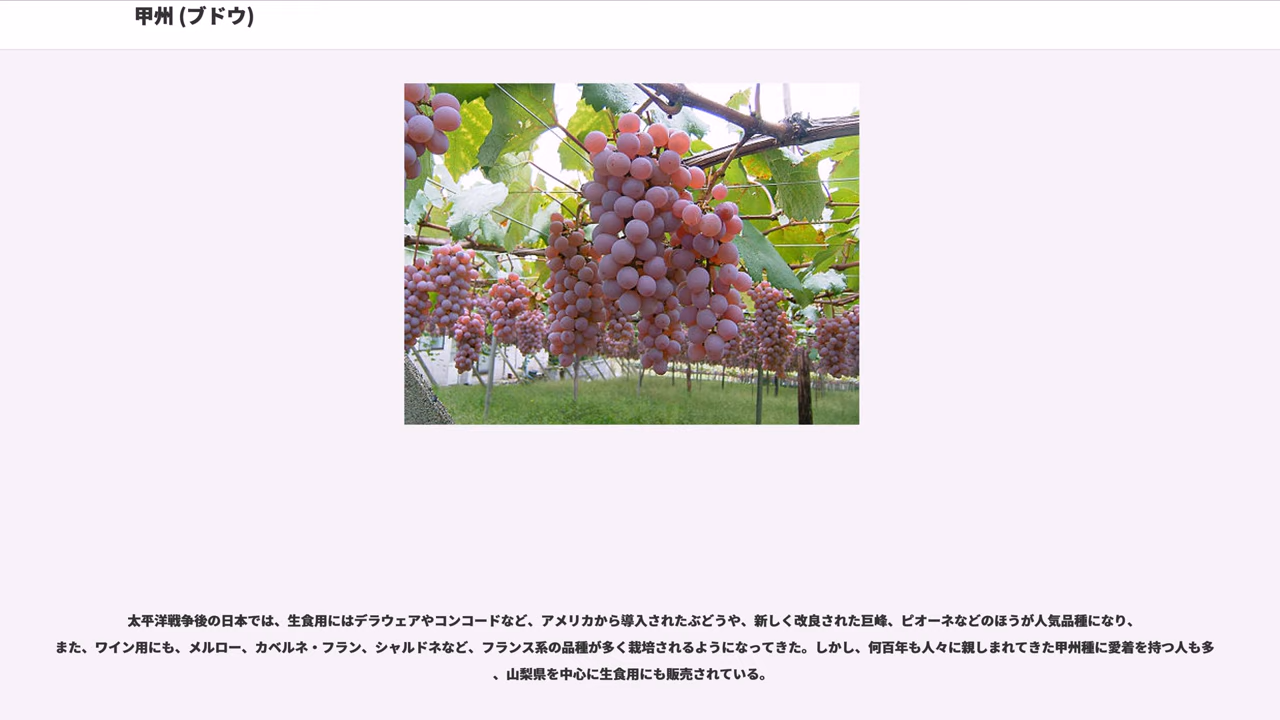 甲州 (ブドウ)
太平洋戦争後の日本では、生食用にはデラウェアやコンコードなど、アメリカから導入されたぶどうや、新しく改良された巨峰、ピオーネなどのほうが人気品種になり、
また、ワイン用にも、メルロー、カベルネ・フラン、シャルドネなど、フランス系の品種が多く栽培されるようになってきた。しかし、何百年も人々に親しまれてきた甲州種に愛着を持つ人も多
、山梨県を中心に生食用にも販売されている。